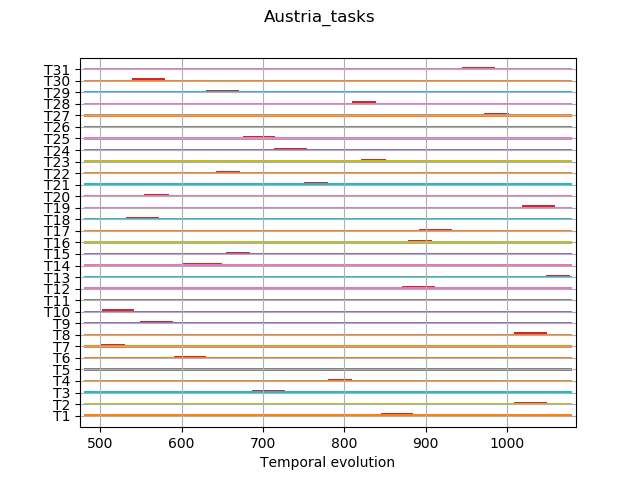 Austria_tasks
T31
T30
T29
T28
T27
T26
T25
T24
T23
T22
T21
T20
T19
T18
T17
T16
T15
T14
T13
T12
T11
T10
T9
T8
T7
T6
T5
T4
T3
T2
T1
500 600 700 800 900 1000
Temporal evolution